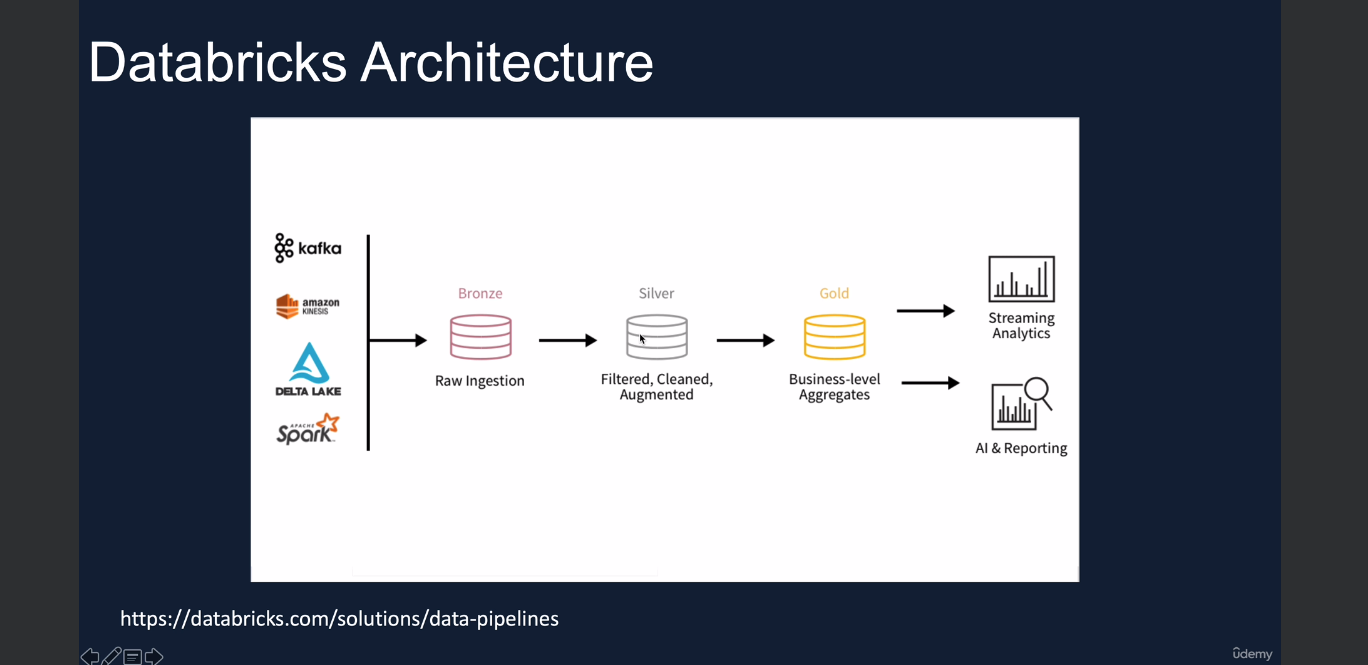 Databricks Architecture
kafka
amazon
KINESIS
DELTA LAKE
APACHE
Spark
Bronze
Raw Ingestion
Silver
Filtered, Cleaned,
Augmented
Gold
Business-level
Aggregates
Streaming
Analytics
AI & Reporting
https://databricks.com/solutions/data-pipelines
ûdemy